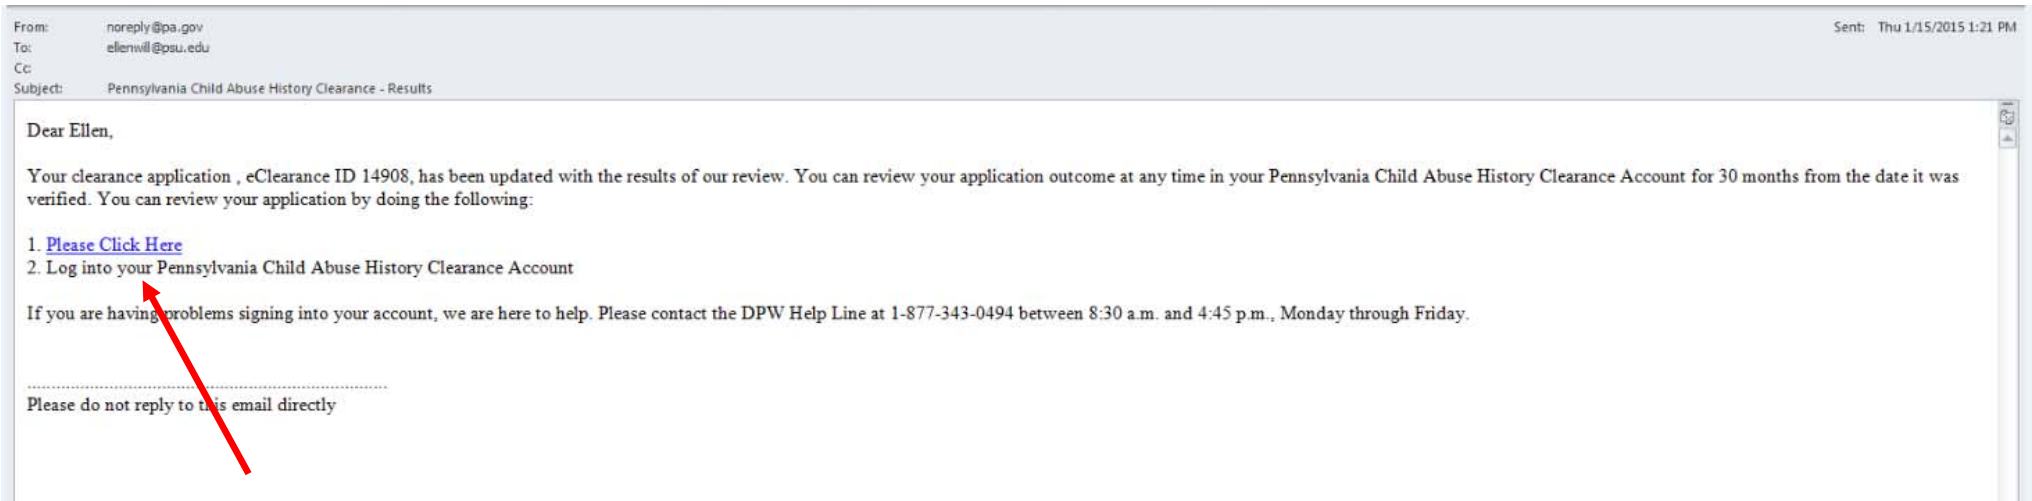 From: noreply@pa.gov Sent: Thu 1/15/2015 1:21 PM
To: ellenwill@psu.edu
Cc:
Subject: Pennsylvania Child Abuse History Clearance - Results
Dear Ellen,
Your clearance application , eClearance ID 14908, has been updated with the results of our review. You can review your application outcome at any time in your Pennsylvania Child Abuse History Clearance Account for 30 months from the date it was
verified. You can review your application by doing the following:
1. Please Click Here
2. Log into your Pennsylvania Child Abuse History Clearance Account
If you are having problems signing into your account, we are here to help. Please contact the DPW Help Line at 1-877-343-0494 between 8:30 a.m. and 4:45 p.m., Monday through Friday.
Please do not reply to this email directly